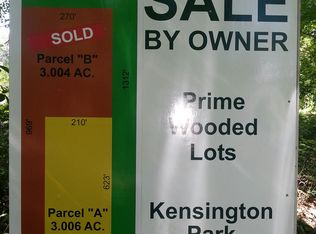 270'
SOLD
Parcel "B"
3.004 AC.
969'
1312'
210'
623'
Parcel "A"
3.006 AC.
SALE
BY OWNER
Prime
Wooded
Lots
Kensington
Park